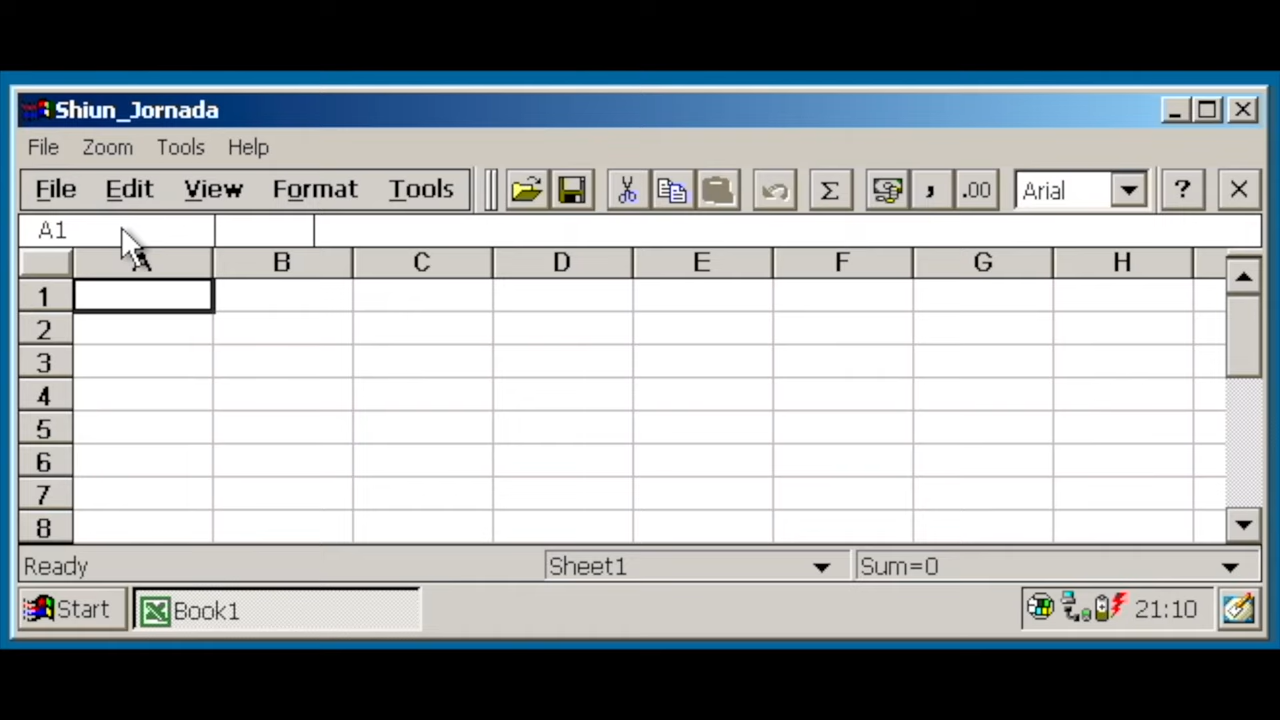 Shiun_Jornada
File Zoom Tools Help
File Edit View Format Tools Σ , .00 Arial ?
A1
A B C D E F G H
1
2
3
4
5
6
7
8
Ready Sheet1 Sum=0
Start Book1 21:10